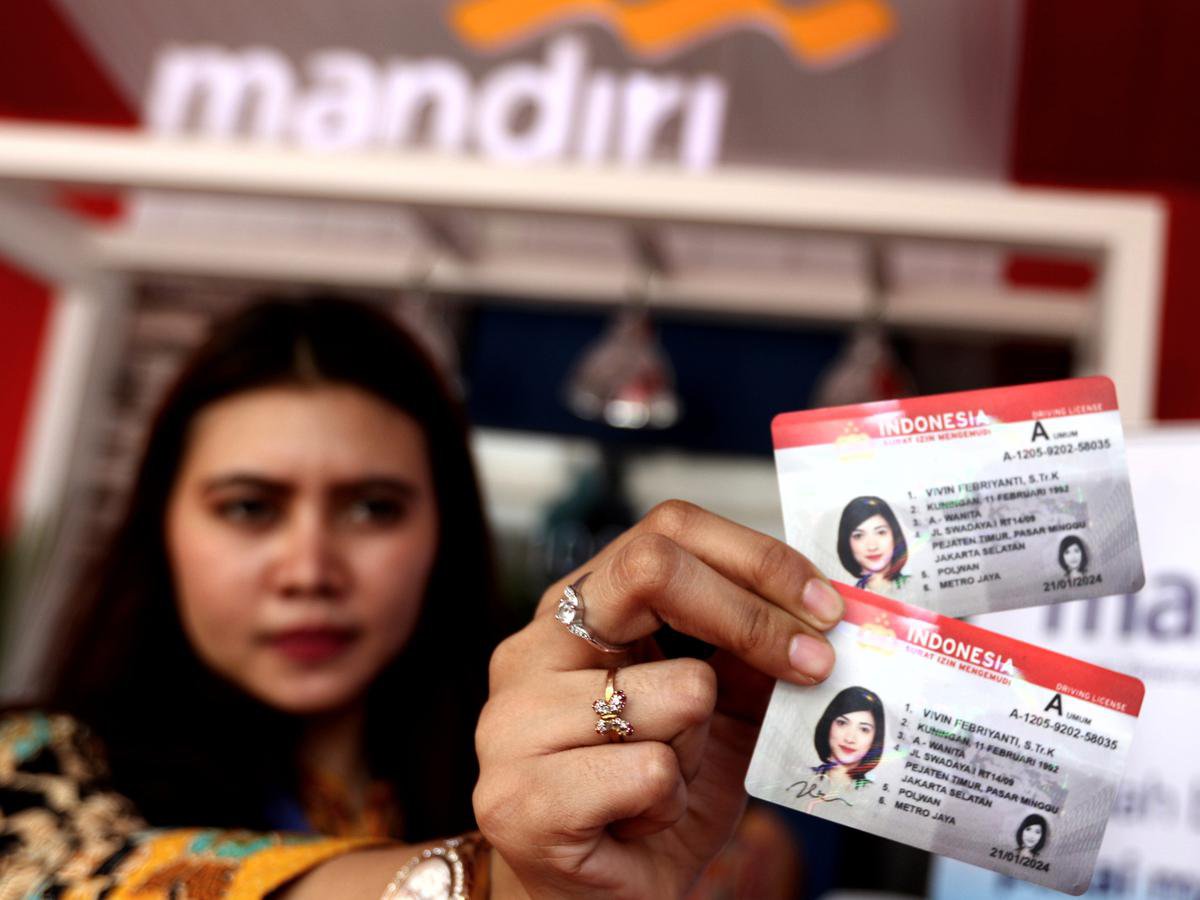 mandiri
INDONESIA
SURAT IZIN MENGEMUDI
DRIVING LICENSE
A UMUM
A-1205-9202-58035
1. VIVIN FEBRIYANTI, S.Tr.K
2. KUNINGAN, 11 FEBRUARI 1992
3. A - WANITA
4. JL SWADAYA I RT14/09
PEJATEN TIMUR, PASAR MINGGU
JAKARTA SELATAN
5. POLWAN
6. METRO JAYA
21/01/2024
INDONESIA
SURAT IZIN MENGEMUDI
DRIVING LICENSE
A UMUM
A-1205-9202-58035
1. VIVIN FEBRIYANTI, S.Tr.K
2. KUNINGAN, 11 FEBRUARI 1992
3. A - WANITA
JL SWADAYA I RT14/09
PEJATEN TIMUR, PASAR MINGGU
JAKARTA SELATAN
5. POLWAN
6. METRO JAYA
21/01/2024
ma